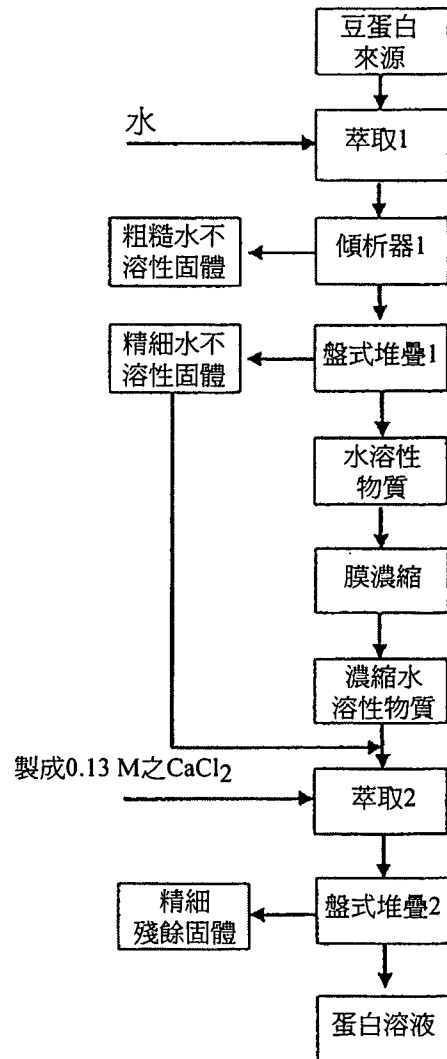 豆蛋白
來源
水
萃取1
粗糙水不
溶性固體
傾析器1
精細水不
溶性固體
盤式堆疊1
水溶性
物質
膜濃縮
濃縮水
溶性物質
製成0.13 M之CaCl2
萃取2
精細
殘餘固體
盤式堆疊2
蛋白溶液